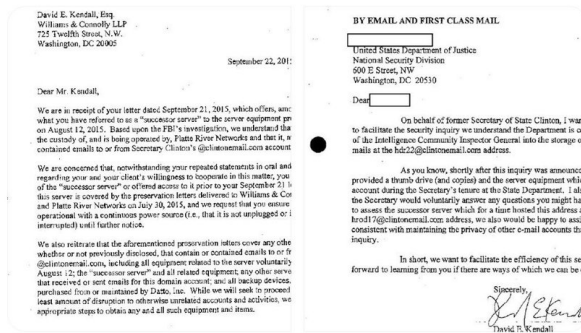 David E. Kendall, Esq.
Williams & Connolly LLP
725 Twelfth Street, N.W.
Washington, DC 20005
September 22, 201
Dear Mr. Kendall,
We are in receipt of your letter dated September 21, 2015, which offers, amo
what you have referred to as a "successor server" to the server equipment pr
on August 12, 2015. Based upon the FBI's investigation, we understand tha
the custody of, and is being operated by, Platte River Networks and that it,
contained emails to or from Secretary Clinton's @clintonemail.com account
We are concerned that, notwithstanding your repeated statements in oral and
regarding your and your client's willingness to cooperate in this matter, you
of the "successor server" or offered access to it prior to your September 21 l
this server is covered by the preservation letters delivered to Williams & Co
and Platte River Networks on July 30, 2015, and we request that you ensure
operational with a continuous power source (i.e., that it is not unplugged or i
interrupted) until further notice.
We also reiterate that the aforementioned preservation letters cover any othe
whether or not previously disclosed, that contain or contained emails to or fr
@clintonemail.com, including all equipment related to the server voluntarily
August 12; the "successor server" and all related equipment; any other serve
that received or sent emails for this domain account; and all backup devices,
purchased from or maintained by Datto, Inc. While we will seek to proceed
least amount of disruption to otherwise unrelated accounts and activities, we
appropriate steps to obtain any and all such equipment and items.
BY EMAIL AND FIRST CLASS MAIL
United States Department of Justice
National Security Division
600 E Street, NW
Washington, DC 20530
Dear
On behalf of former Secretary of State Clinton, I wan
to facilitate the security inquiry we understand the Department is c
of the Intelligence Community Inspector General into the storage o
mails at the hdr22@clintonemail.com address.
As you know, shortly after this inquiry was announced
provided a thumb drive (and copies) and the server equipment whic
account during the Secretary's tenure at the State Department. I als
the Secretary would voluntarily answer any questions you might ha
to assess the successor server which for a time hosted this address a
hrod17@clintonemail.com address, we also would be happy to assi
consistent with maintaining the privacy of other e-mail accounts th
inquiry.
In short, we want to facilitate the efficiency of this se
forward to learning from you if there are ways of which we can be
Sincerely,
David E. Kendall